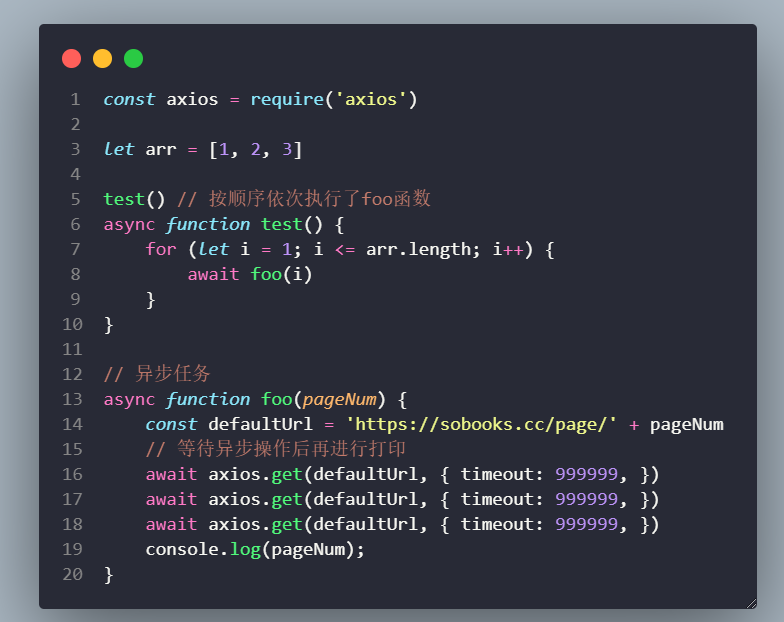 1 const axios = require('axios')
2
3 let arr = [1, 2, 3]
4
5 test() // 按顺序依次执行了foo函数
6 async function test() {
7     for (let i = 1; i <= arr.length; i++) {
8         await foo(i)
9     }
10 }
11
12 // 异步任务
13 async function foo(pageNum) {
14     const defaultUrl = 'https://sobooks.cc/page/' + pageNum
15     // 等待异步操作后再进行打印
16     await axios.get(defaultUrl, { timeout: 999999, })
17     await axios.get(defaultUrl, { timeout: 999999, })
18     await axios.get(defaultUrl, { timeout: 999999, })
19     console.log(pageNum);
20 }